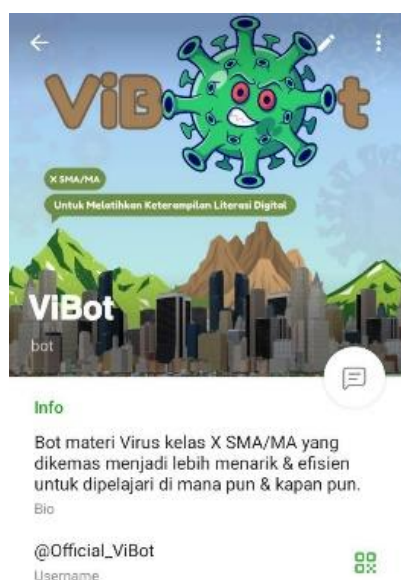 ViBot
X SMA/MA
Untuk Melatihkan Keterampilan Literasi Digital
ViBot
bot
Info
Bot materi Virus kelas X SMA/MA yang
dikemas menjadi lebih menarik & efisien
untuk dipelajari di mana pun & kapan pun.
Bio
@Official_ViBot
Username